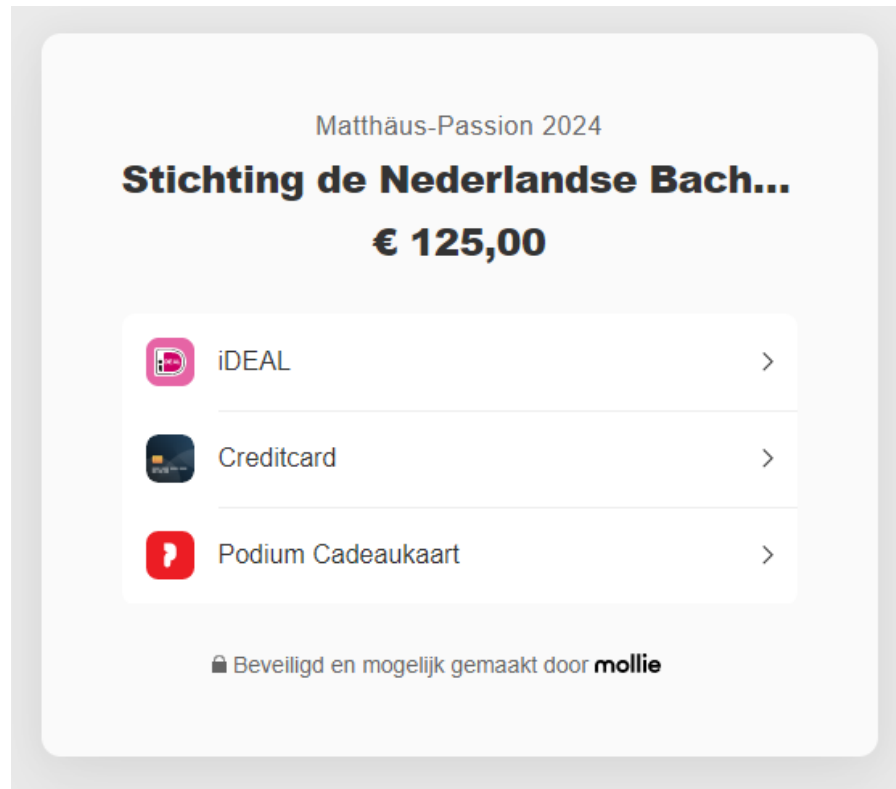 Matthäus-Passion 2024
Stichting de Nederlandse Bach...
€ 125,00
iDEAL
Creditcard
Podium Cadeaukaart
Beveiligd en mogelijk gemaakt door mollie